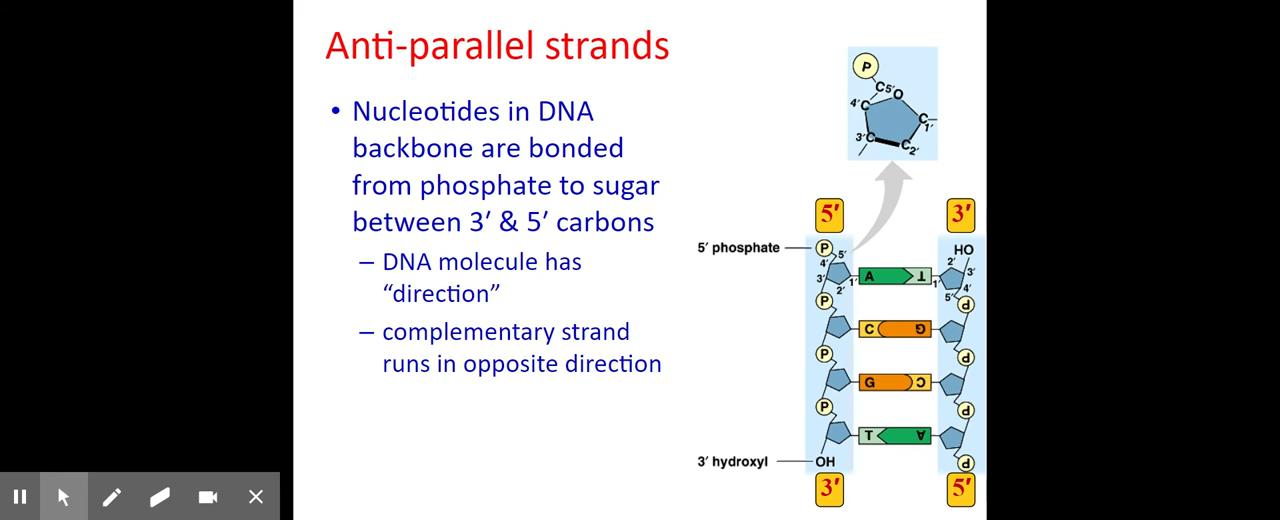 Anti-parallel strands
• Nucleotides in DNA
backbone are bonded
from phosphate to sugar
between 3′ & 5′ carbons
– DNA molecule has
“direction”
– complementary strand
runs in opposite direction
P
C5′ O
4′C
C1′
3′C C2′
5′ 3′
5′ phosphate P HO
5′ 2′
4′ 3′
3′ 1′ A T 1′ 4′
2′ 5′
P P
C G
P P
G C
P P
T A
3′ hydroxyl OH P
3′ 5′